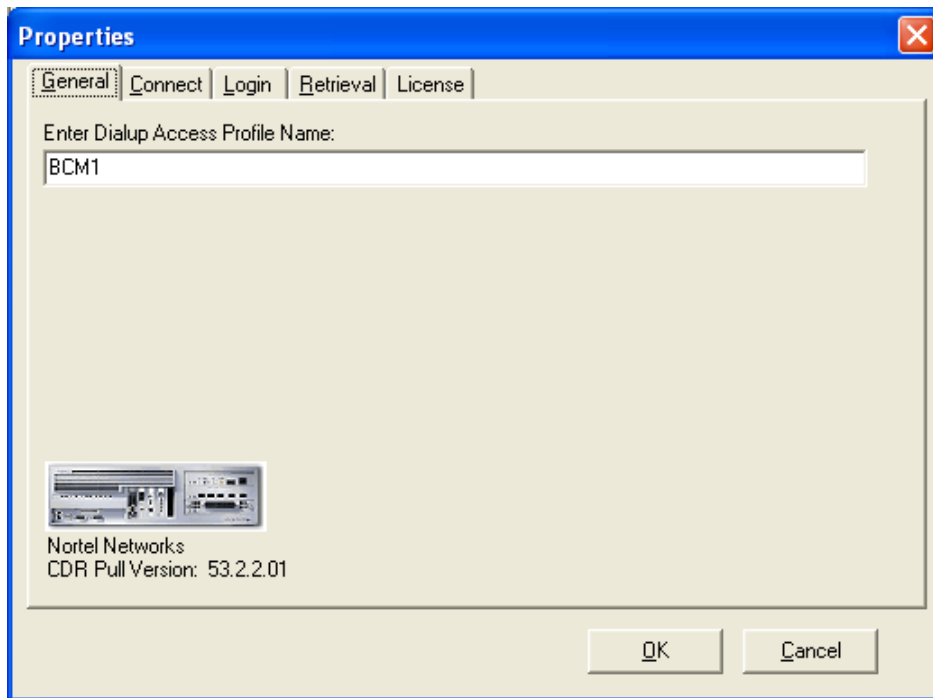 Properties
General Connect Login Retrieval License
Enter Dialup Access Profile Name:
BCM1
Nortel Networks
CDR Pull Version: 53.2.2.01
OK Cancel